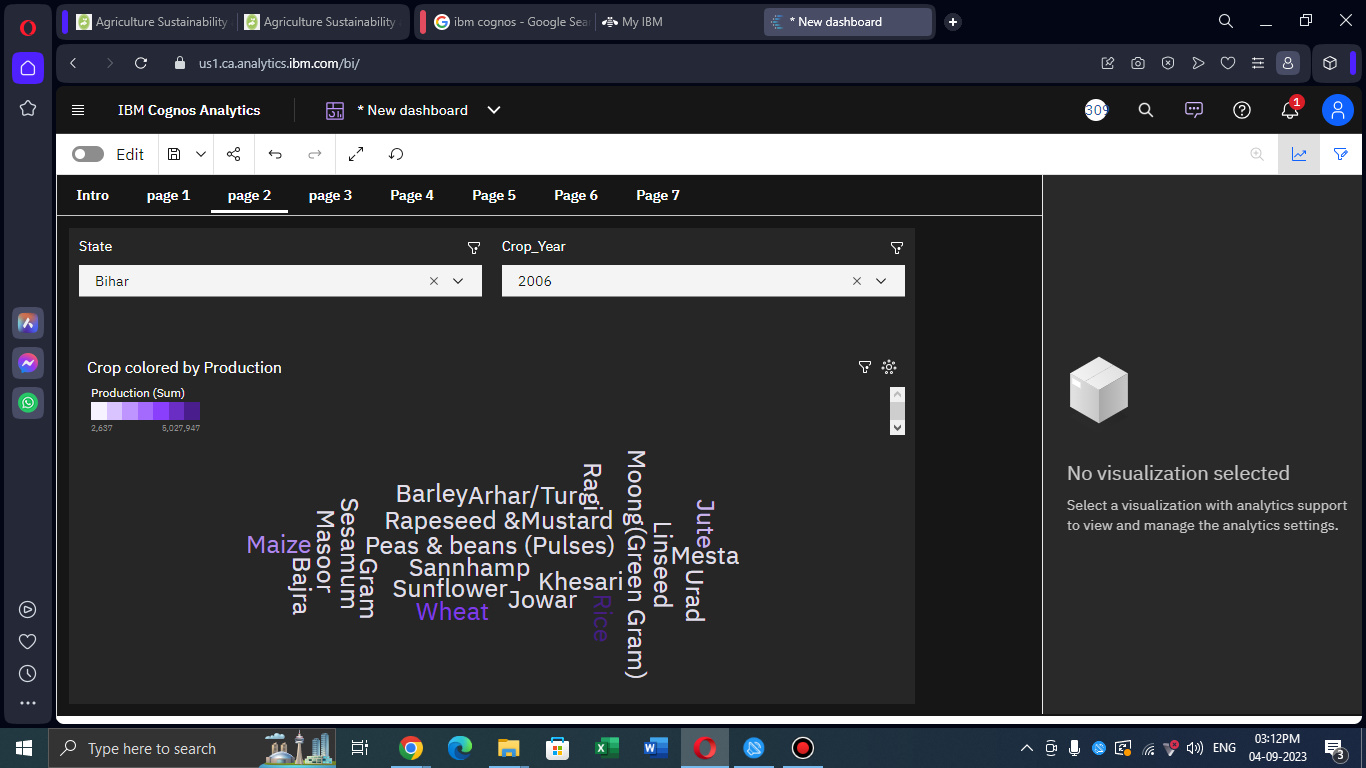 Agriculture Sustainability
Agriculture Sustainability
ibm cognos - Google Sea
My IBM
* New dashboard
us1.ca.analytics.ibm.com/bi/
IBM Cognos Analytics
* New dashboard
309
1
Edit
Intro
page 1
page 2
page 3
Page 4
Page 5
Page 6
Page 7
State
Crop_Year
Bihar
2006
Crop colored by Production
Production (Sum)
2,637
5,027,947
Barley
Arhar/Tur
Ragi
Moong(Green Gram)
Jute
Sesamum
Masoor
Rapeseed &Mustard
Linseed
Maize
Peas & beans (Pulses)
Mesta
Bajra
Gram
Sannhamp
Khesari
Urad
Sunflower
Jowar
Wheat
Rice
No visualization selected
Select a visualization with analytics support
to view and manage the analytics settings.
Type here to search
ENG
03:12PM
04-09-2023
3